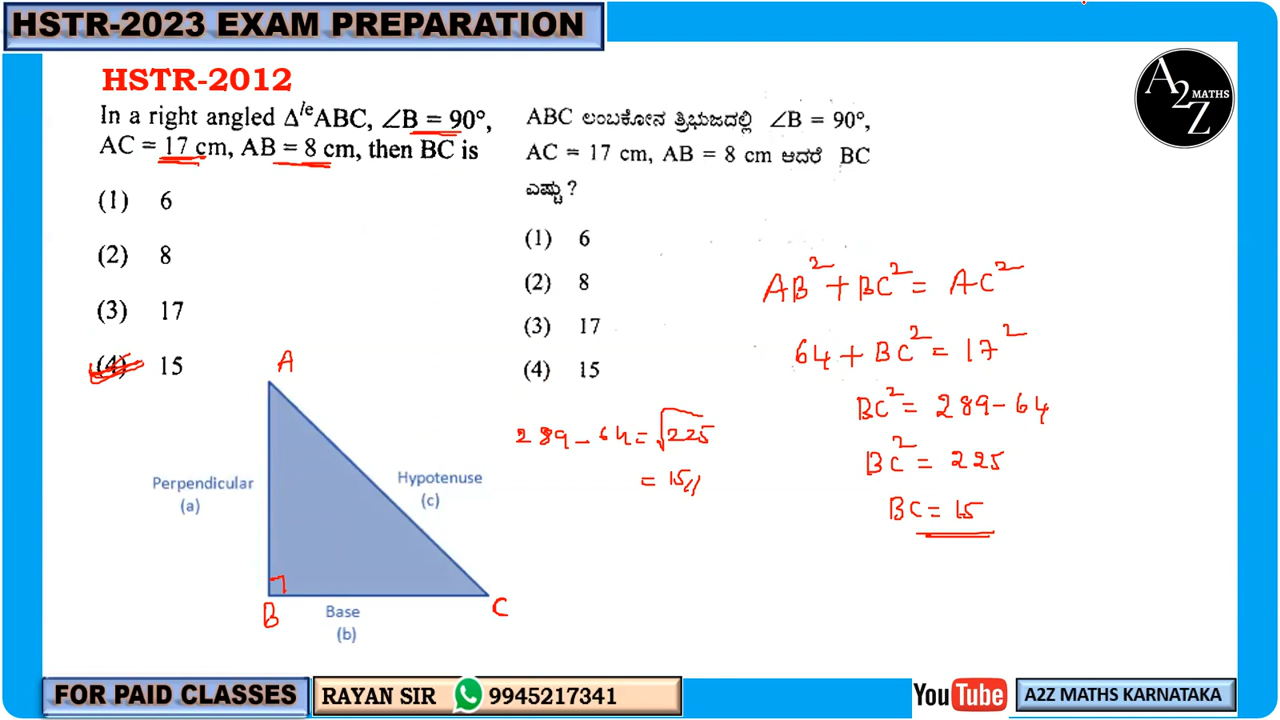 HSTR-2023 EXAM PREPARATION
HSTR-2012
In a right angled Δ/e ABC, ∠B = 90°,
AC = 17 cm, AB = 8 cm, then BC is
(1) 6
(2) 8
(3) 17
(4) 15
ABC ಲಂಬಕೋನ ತ್ರಿಭುಜದಲ್ಲಿ ∠B = 90°,
AC = 17 cm, AB = 8 cm ಆದರೆ BC
ಎಷ್ಟು?
(1) 6
(2) 8
(3) 17
(4) 15
A2Z MATHS
A
Perpendicular
(a)
Hypotenuse
(c)
B
C
Base
(b)
289 - 64 = √225
= 15//
AB² + BC² = AC²
64 + BC² = 17²
BC² = 289 - 64
BC² = 225
BC = 15
FOR PAID CLASSES
RAYAN SIR 9945217341
YouTube
A2Z MATHS KARNATAKA